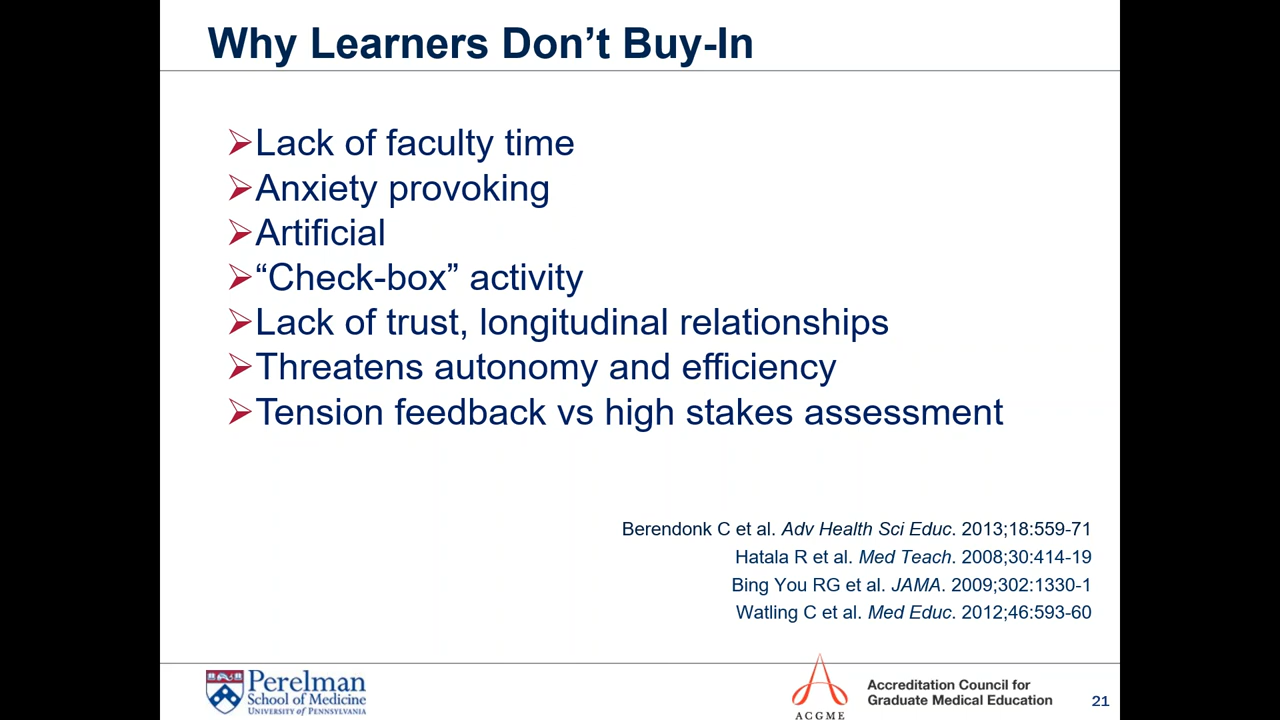 Why Learners Don’t Buy-In
Lack of faculty time
Anxiety provoking
Artificial
“Check-box” activity
Lack of trust, longitudinal relationships
Threatens autonomy and efficiency
Tension feedback vs high stakes assessment
Berendonk C et al. Adv Health Sci Educ. 2013;18:559-71
Hatala R et al. Med Teach. 2008;30:414-19
Bing You RG et al. JAMA. 2009;302:1330-1
Watling C et al. Med Educ. 2012;46:593-60
Perelman
School of Medicine
University of Pennsylvania
ACGME
Accreditation Council for
Graduate Medical Education
21